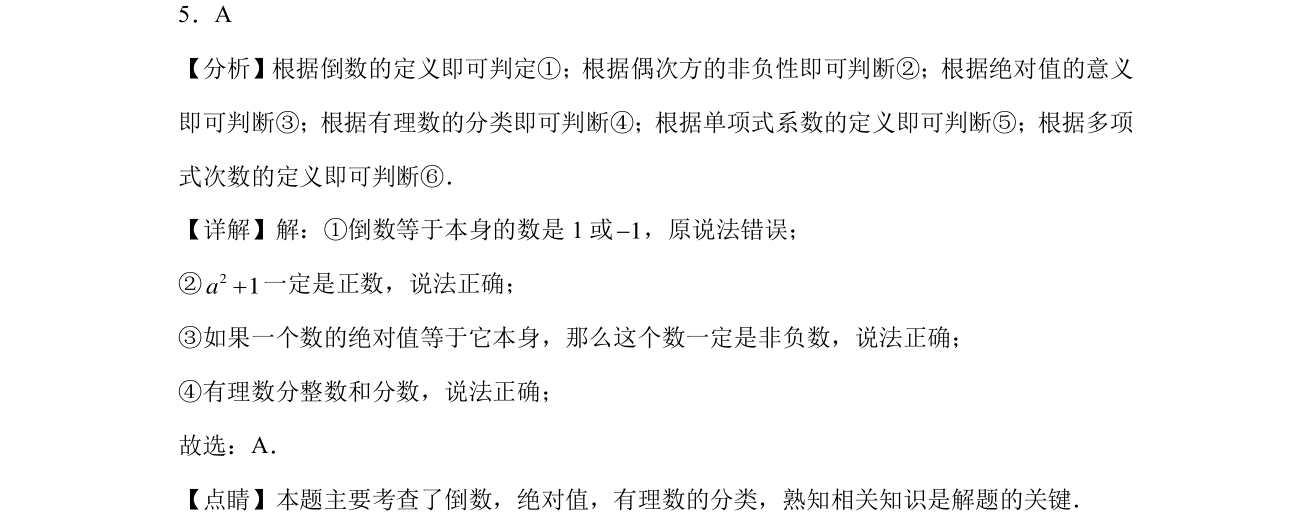 5．A
【分析】根据倒数的定义即可判定①；根据偶次方的非负性即可判断②；根据绝对值的意义
即可判断③；根据有理数的分类即可判断④；根据单项式系数的定义即可判断⑤；根据多项
式次数的定义即可判断⑥．
【详解】解：①倒数等于本身的数是 1 或−1，原说法错误；
②a²+1一定是正数，说法正确；
③如果一个数的绝对值等于它本身，那么这个数一定是非负数，说法正确；
④有理数分整数和分数，说法正确；
故选：A．
【点睛】本题主要考查了倒数，绝对值，有理数的分类，熟知相关知识是解题的关键．